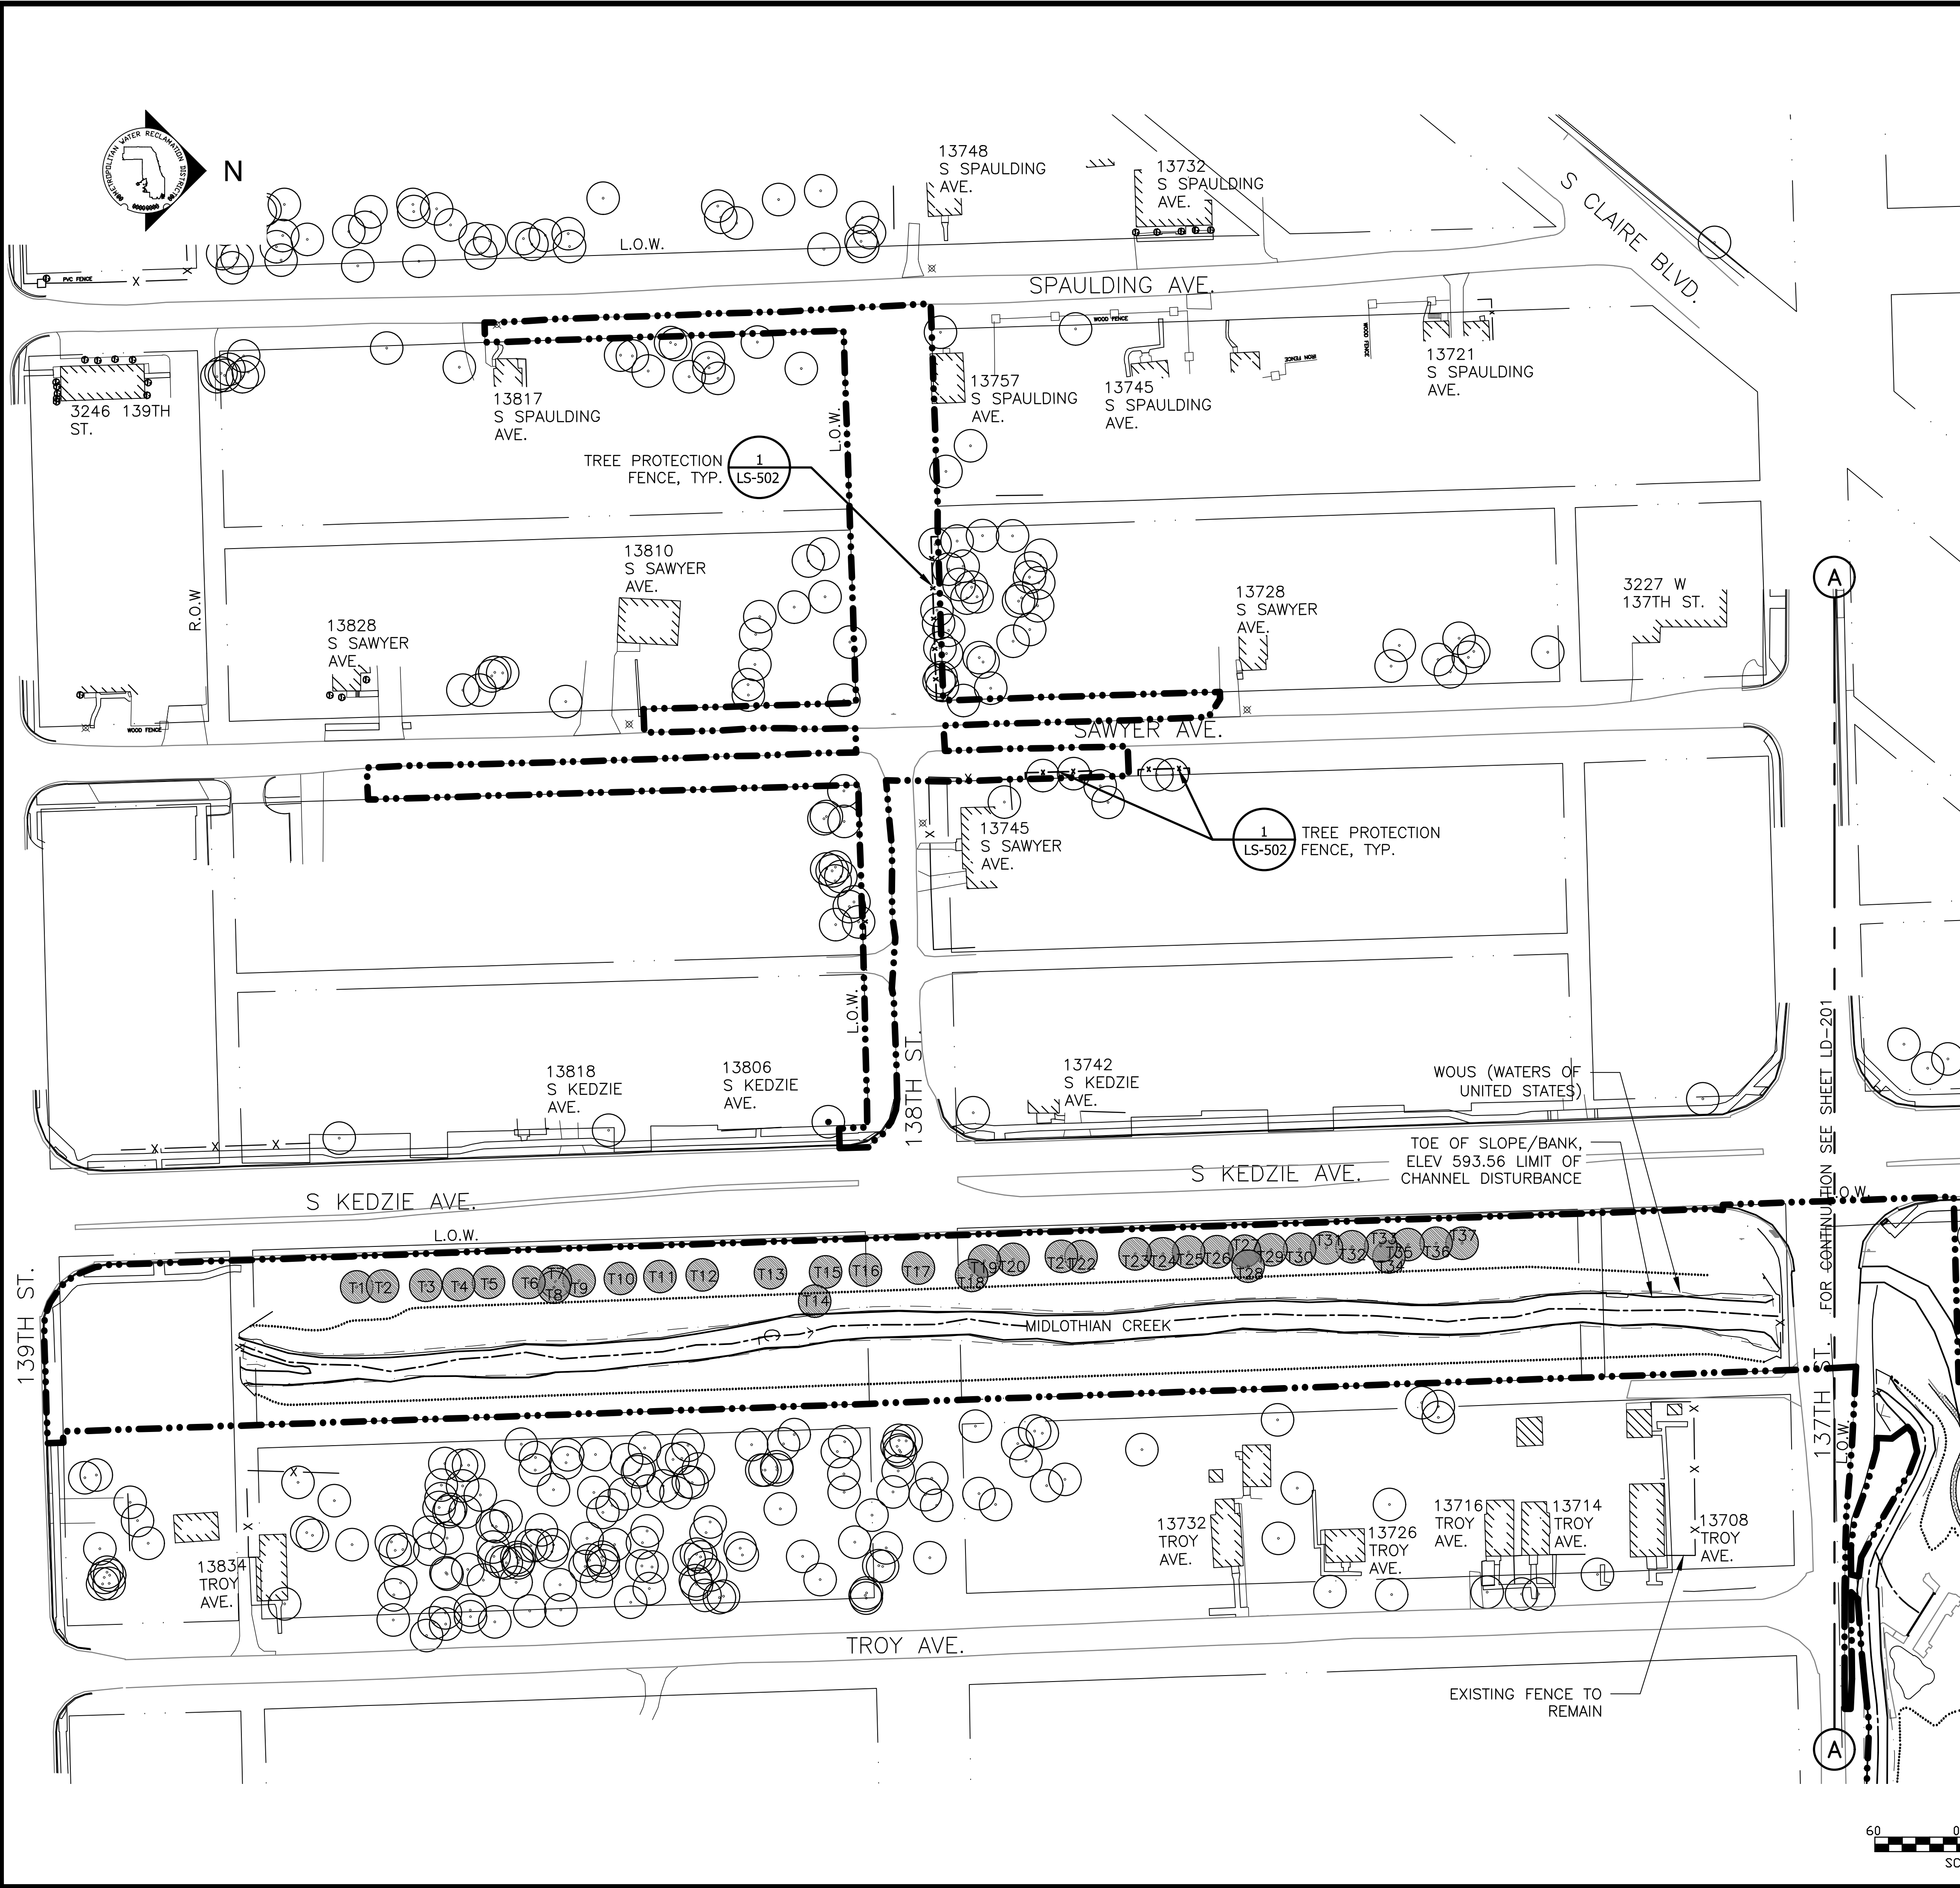 METROPOLITAN WATER RECLAMATION DISTRICT
N
13748
S SPAULDING
AVE.
13732
S SPAULDING
AVE.
S CLAIRE BLVD.
L.O.W.
PVC FENCE
X
X
SPAULDING AVE.
WOOD FENCE
WOOD FENCE
IRON FENCE
3246 139TH
ST.
13817
S SPAULDING
AVE.
L.O.W.
13757
S SPAULDING
AVE.
13745
S SPAULDING
AVE.
13721
S SPAULDING
AVE.
TREE PROTECTION
FENCE, TYP.
1
LS-502
R.O.W
13828
S SAWYER
AVE.
13810
S SAWYER
AVE.
13728
S SAWYER
AVE.
3227 W
137TH ST.
A
WOOD FENCE
SAWYER AVE.
13745
S SAWYER
AVE.
1
LS-502
TREE PROTECTION
FENCE, TYP.
L.O.W.
138TH ST.
13818
S KEDZIE
AVE.
13806
S KEDZIE
AVE.
13742
S KEDZIE
AVE.
WOUS (WATERS OF
UNITED STATES)
TOE OF SLOPE/BANK,
ELEV 593.56 LIMIT OF
CHANNEL DISTURBANCE
FOR CONTINUATION SEE SHEET LD-201
X X X
S KEDZIE AVE.
S KEDZIE AVE.
L.O.W.
L.O.W.
139TH ST.
T1 T2 T3 T4 T5 T6 T7 T8 T9 T10 T11 T12 T13 T14 T15 T16 T17 T18 T19 T20 T21 T22 T23 T24 T25 T26 T27 T28 T29 T30 T31 T32 T33 T34 T35 T36 T37
MIDLOTHIAN CREEK
137TH ST.
L.O.W.
13834
TROY
AVE.
13732
TROY
AVE.
13726
TROY
AVE.
13716
TROY
AVE.
13714
TROY
AVE.
13708
TROY
AVE.
TROY AVE.
EXISTING FENCE TO
REMAIN
A
60 0